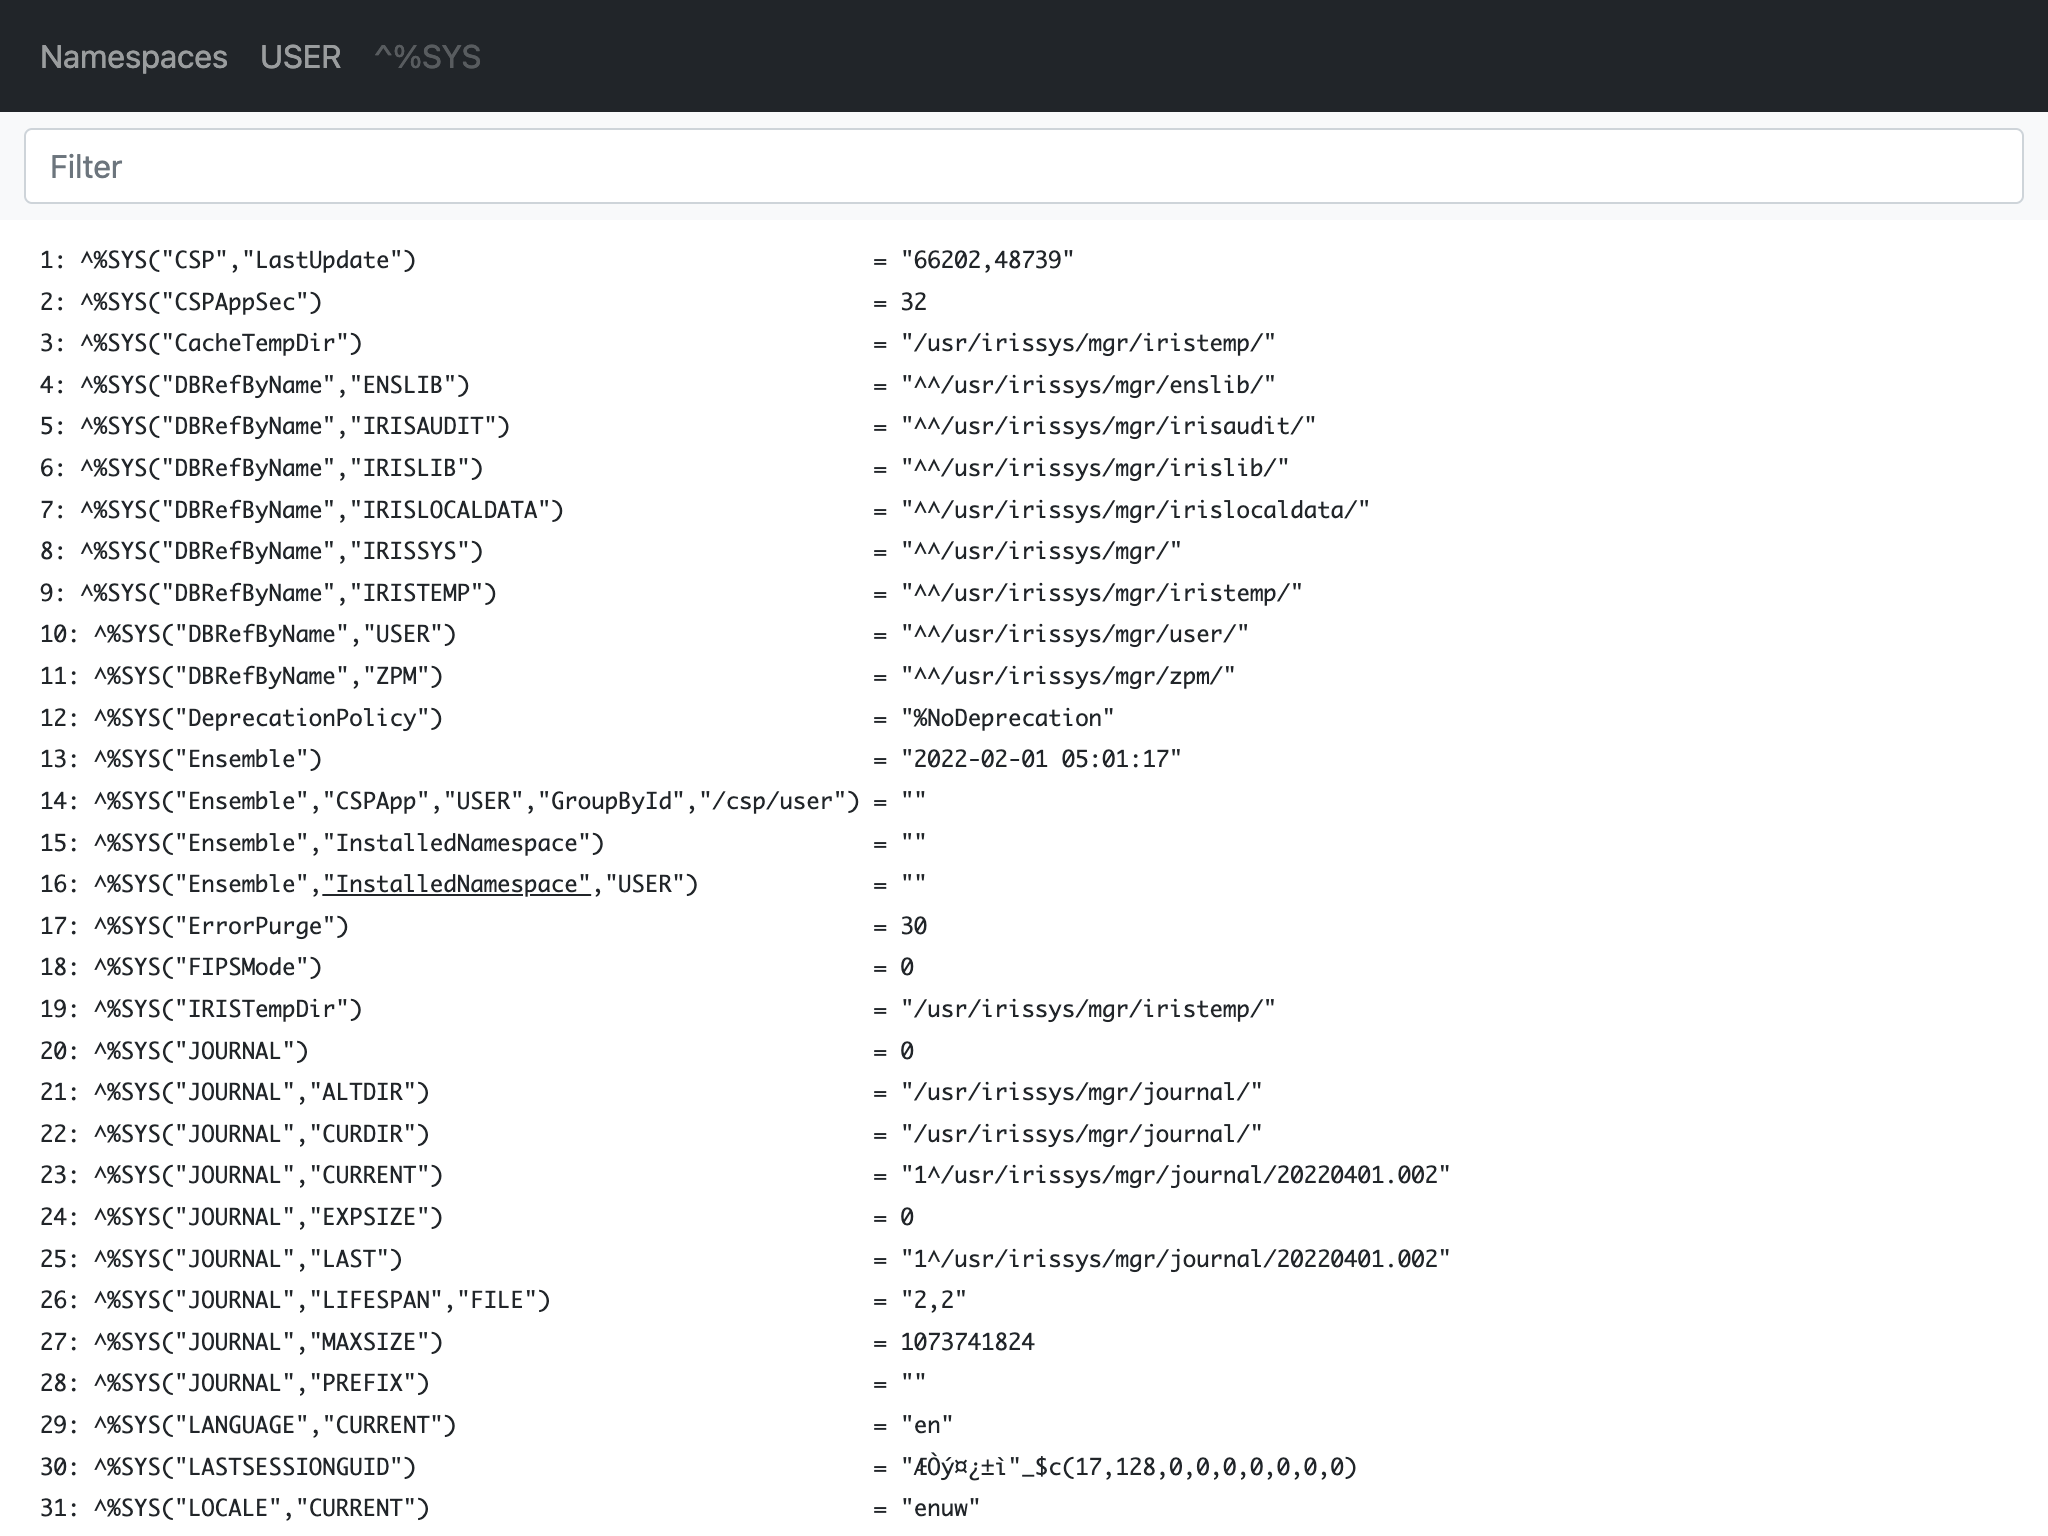 Namespaces USER ^%SYS
Filter
1: ^%SYS("CSP","LastUpdate") = "66202,48739"
2: ^%SYS("CSPAppSec") = 32
3: ^%SYS("CacheTempDir") = "/usr/irissys/mgr/iristemp/"
4: ^%SYS("DBRefByName","ENSLIB") = "^^/usr/irissys/mgr/enslib/"
5: ^%SYS("DBRefByName","IRISAUDIT") = "^^/usr/irissys/mgr/irisaudit/"
6: ^%SYS("DBRefByName","IRISLIB") = "^^/usr/irissys/mgr/irislib/"
7: ^%SYS("DBRefByName","IRISLOCALDATA") = "^^/usr/irissys/mgr/irislocaldata/"
8: ^%SYS("DBRefByName","IRISSYS") = "^^/usr/irissys/mgr/"
9: ^%SYS("DBRefByName","IRISTEMP") = "^^/usr/irissys/mgr/iristemp/"
10: ^%SYS("DBRefByName","USER") = "^^/usr/irissys/mgr/user/"
11: ^%SYS("DBRefByName","ZPM") = "^^/usr/irissys/mgr/zpm/"
12: ^%SYS("DeprecationPolicy") = "%NoDeprecation"
13: ^%SYS("Ensemble") = "2022-02-01 05:01:17"
14: ^%SYS("Ensemble","CSPApp","USER","GroupById","/csp/user") = ""
15: ^%SYS("Ensemble","InstalledNamespace") = ""
16: ^%SYS("Ensemble","InstalledNamespace","USER") = ""
17: ^%SYS("ErrorPurge") = 30
18: ^%SYS("FIPSMode") = 0
19: ^%SYS("IRISTempDir") = "/usr/irissys/mgr/iristemp/"
20: ^%SYS("JOURNAL") = 0
21: ^%SYS("JOURNAL","ALTDIR") = "/usr/irissys/mgr/journal/"
22: ^%SYS("JOURNAL","CURDIR") = "/usr/irissys/mgr/journal/"
23: ^%SYS("JOURNAL","CURRENT") = "1^/usr/irissys/mgr/journal/20220401.002"
24: ^%SYS("JOURNAL","EXPSIZE") = 0
25: ^%SYS("JOURNAL","LAST") = "1^/usr/irissys/mgr/journal/20220401.002"
26: ^%SYS("JOURNAL","LIFESPAN","FILE") = "2,2"
27: ^%SYS("JOURNAL","MAXSIZE") = 1073741824
28: ^%SYS("JOURNAL","PREFIX") = ""
29: ^%SYS("LANGUAGE","CURRENT") = "en"
30: ^%SYS("LASTSESSIONGUID") = "ÆÒý¤¿±ì"_$c(17,128,0,0,0,0,0,0,0)
31: ^%SYS("LOCALE","CURRENT") = "enuw"